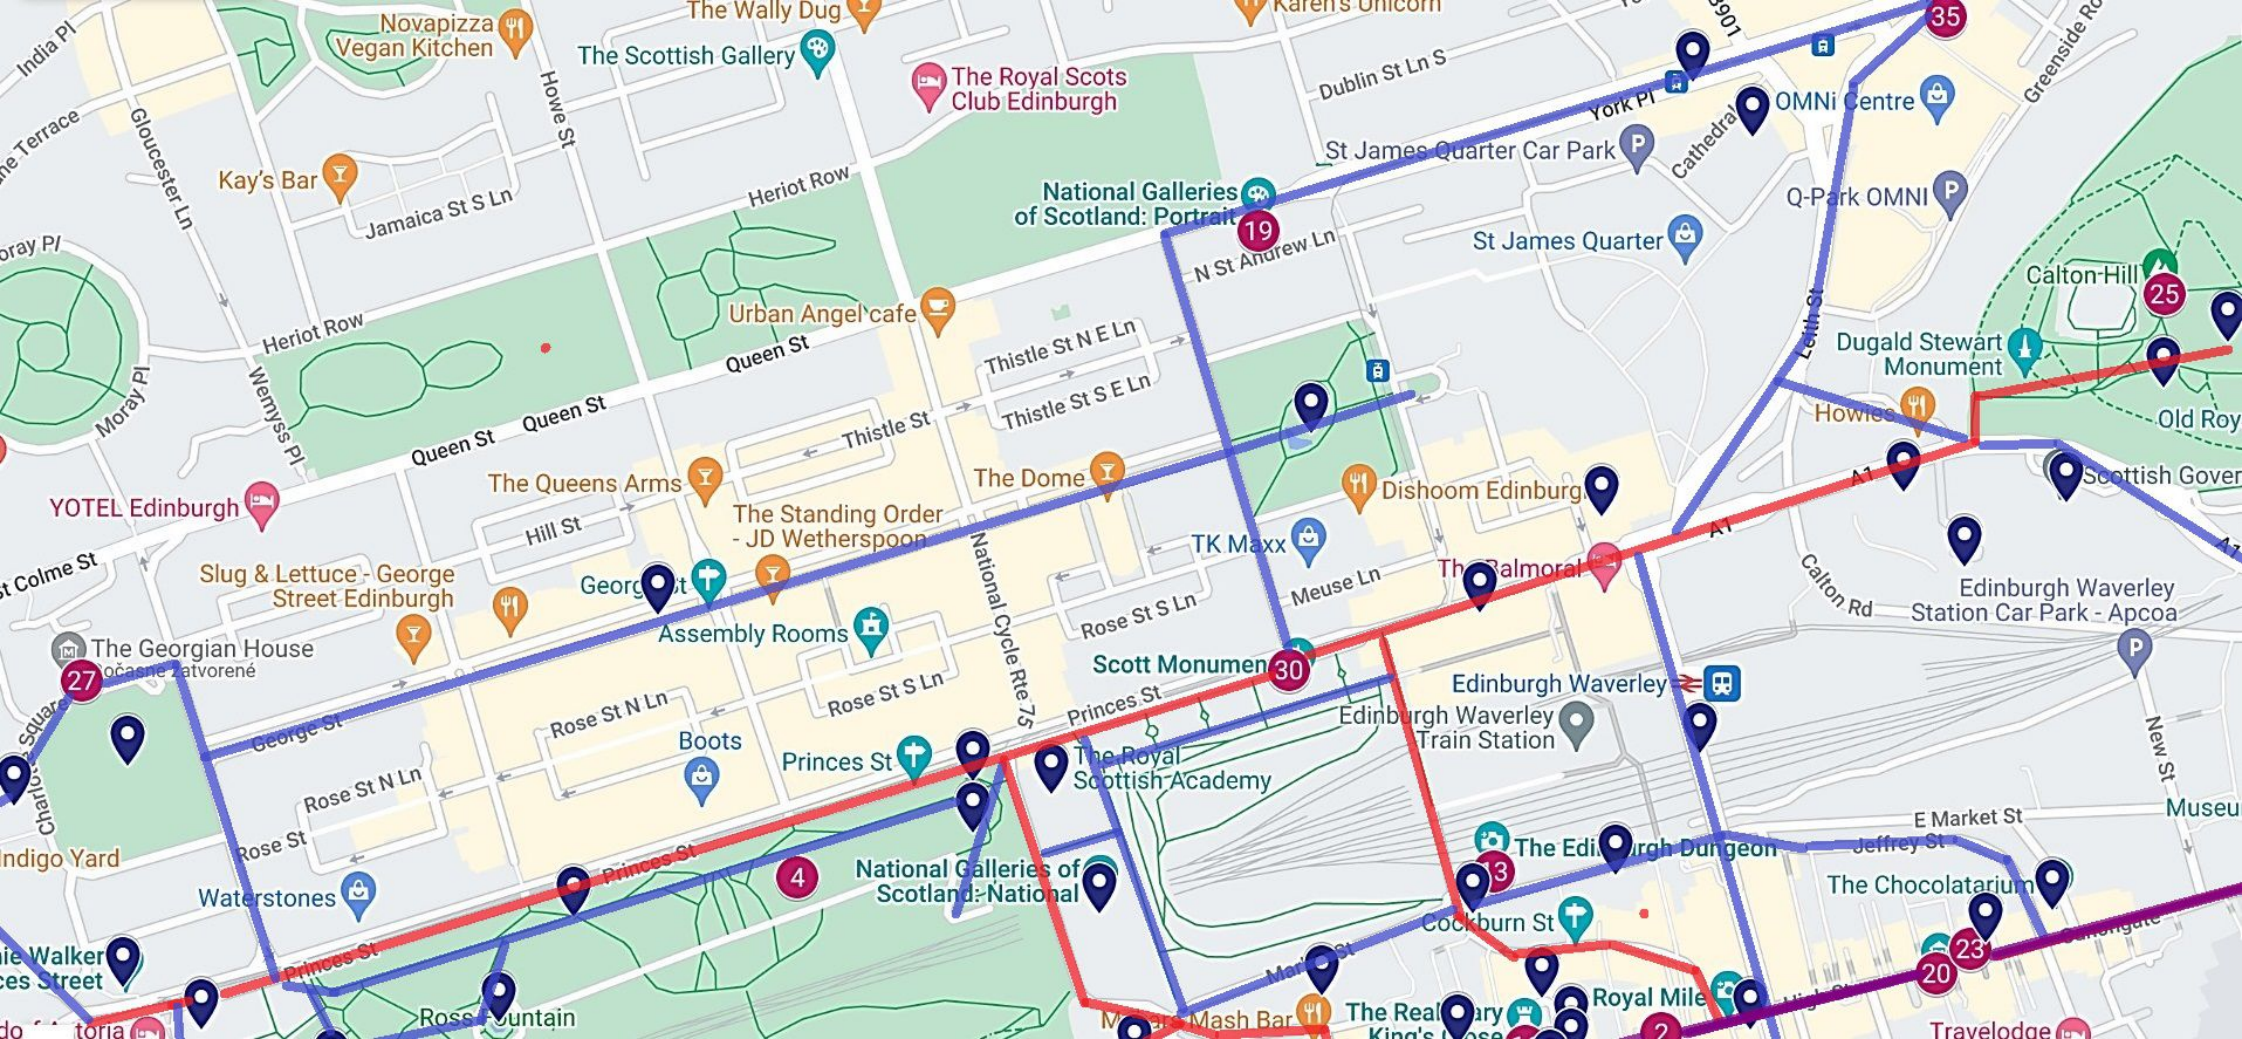 Novapizza
Vegan Kitchen
The Wally Dug
Karen's Unicorn
3901
35
India Pl
The Scottish Gallery
The Royal Scots
Club Edinburgh
Dublin St Ln S
Greenside Ro
Howe St
Gloucester Ln
York Pl
OMNi Centre
Cathedral
St James Quarter Car Park
P
Kay's Bar
Jamaica St S Ln
Heriot Row
National Galleries
of Scotland: Portrait
19
N St Andrew Ln
St James Quarter
Q-Park OMNI
P
Calton Hill
25
Urban Angel cafe
Heriot Row
Queen St
Thistle St N E Ln
Thistle St S E Ln
Leith St
Dugald Stewart
Monument
Moray Pl
Wemyss Pl
Queen St
Queen St
Thistle St
Howies
Old Roy
YOTEL Edinburgh
The Queens Arms
The Dome
Dishoom Edinburg
A1
Scottish Gover
Hill St
The Standing Order
- JD Wetherspoon
TK Maxx
A1
A1
St Colme St
Slug & Lettuce - George
Street Edinburgh
National Cycle Rte 75
Meuse Ln
Calton Rd
Edinburgh Waverley
Station Car Park - Apcoa
P
Assembly Rooms
Rose St S Ln
The Georgian House
27
Scott Monumen
30
Edinburgh Waverley
Edinburgh Waverley
Train Station
Rose St N Ln
Rose St S Ln
Princes St
George St
Boots
Princes St
The Royal
Scottish Academy
New St
Rose St N Ln
Rose St
E Market St
Museu
Jeffrey St
Indigo Yard
Waterstones
Princes St
4
National Galleries of
Scotland: National
13
The Chocolatarium
Cockburn St
Princes St
23
20
Ross Fountain
Royal Mile
High St
2
Travelodge